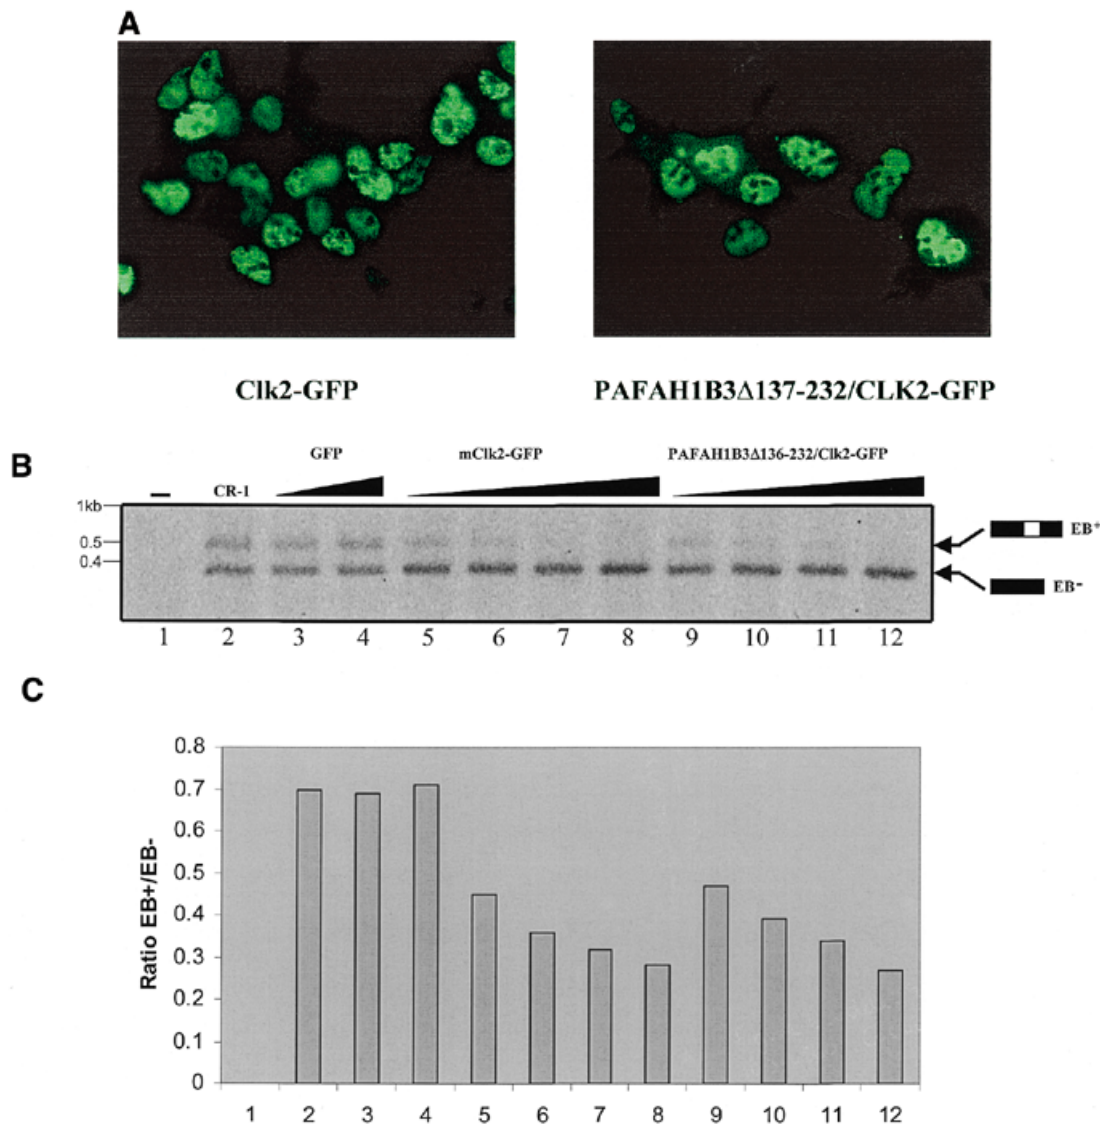 A
Clk2-GFP PAFAH1B3Δ137-232/CLK2-GFP
B
GFP mClk2-GFP PAFAH1B3Δ136-232/Clk2-GFP
– CR-1
1kb
0.5
0.4
EB+
EB-
1 2 3 4 5 6 7 8 9 10 11 12
C
Ratio EB+/EB-
0.8
0.7
0.6
0.5
0.4
0.3
0.2
0.1
0
1 2 3 4 5 6 7 8 9 10 11 12